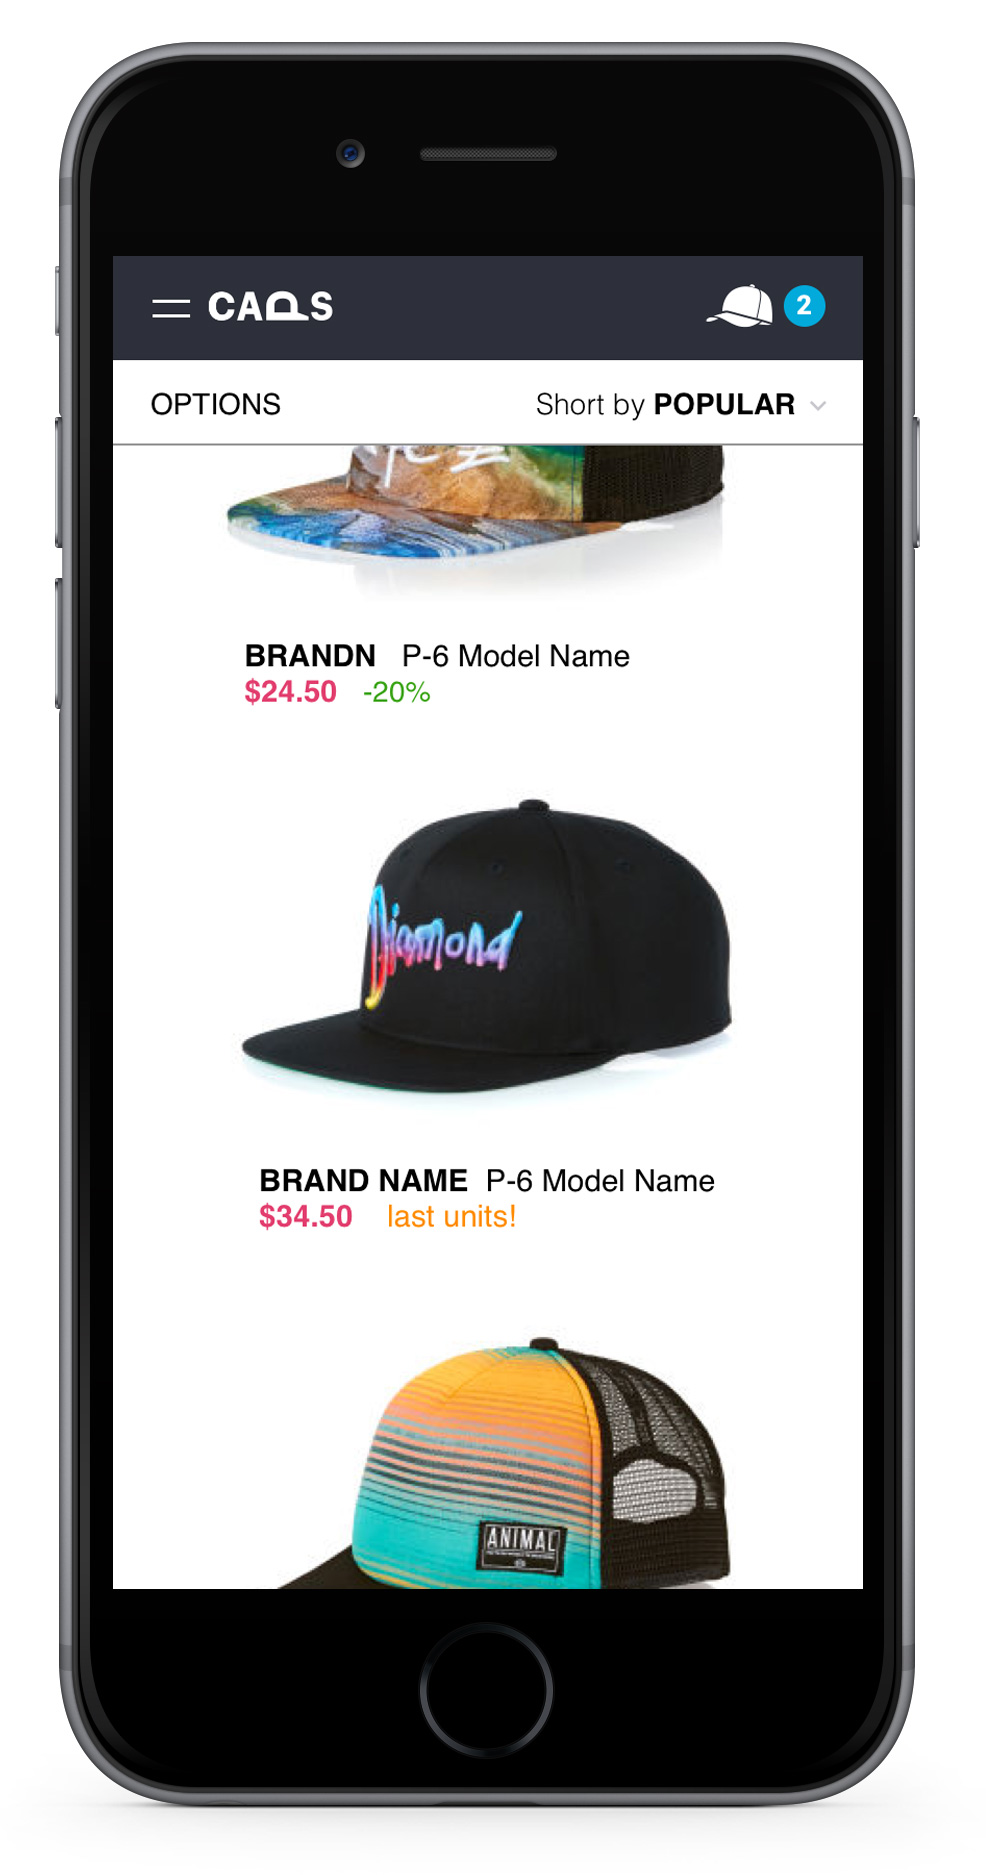 CAPS
2
OPTIONS Short by POPULAR
BRANDN P-6 Model Name
$24.50 -20%
Diamond
BRAND NAME P-6 Model Name
$34.50 last units!
ANIMAL